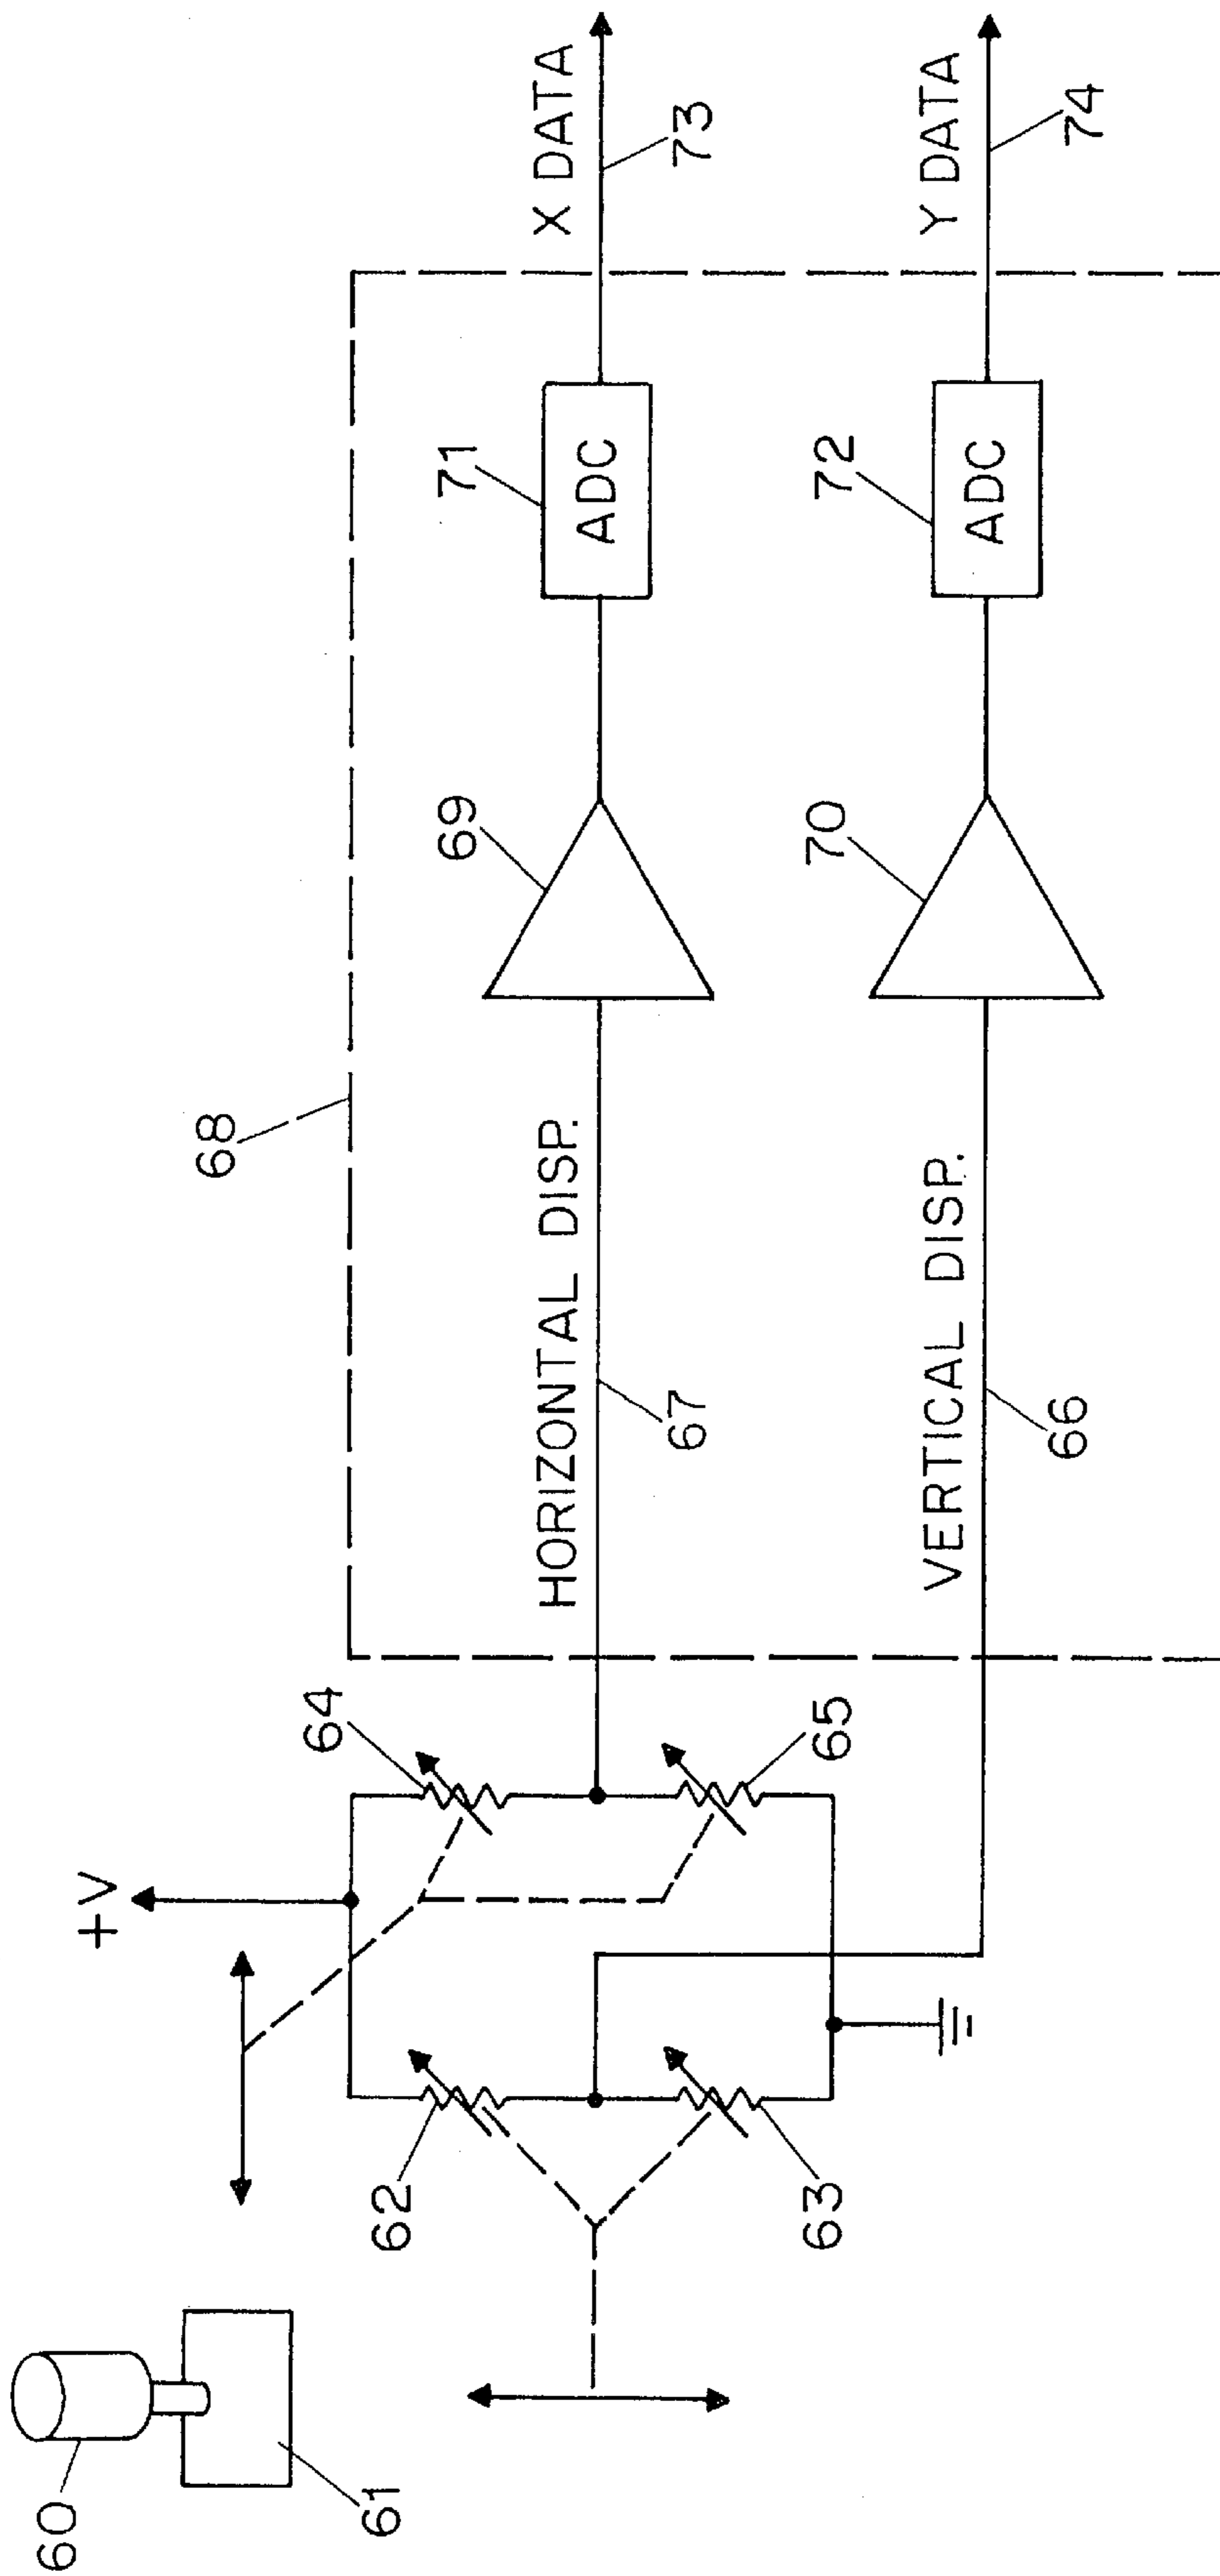 60
61
+V
62
64
63
65
68
HORIZONTAL DISP.
67
69
71
ADC
X DATA
73
VERTICAL DISP.
66
70
72
ADC
Y DATA
74